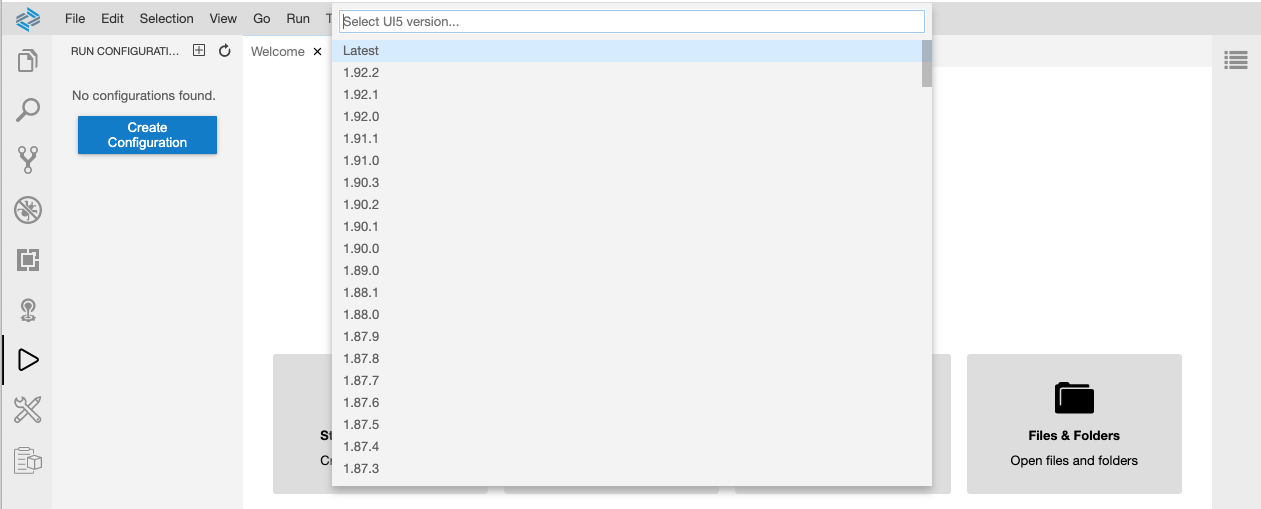 File Edit Selection View Go Run
Select UI5 version...
RUN CONFIGURATI...
Welcome
No configurations found.
Create
Configuration
Latest
1.92.2
1.92.1
1.92.0
1.91.1
1.91.0
1.90.3
1.90.2
1.90.1
1.90.0
1.89.0
1.88.1
1.88.0
1.87.9
1.87.8
1.87.7
1.87.6
1.87.5
1.87.4
1.87.3
Files & Folders
Open files and folders